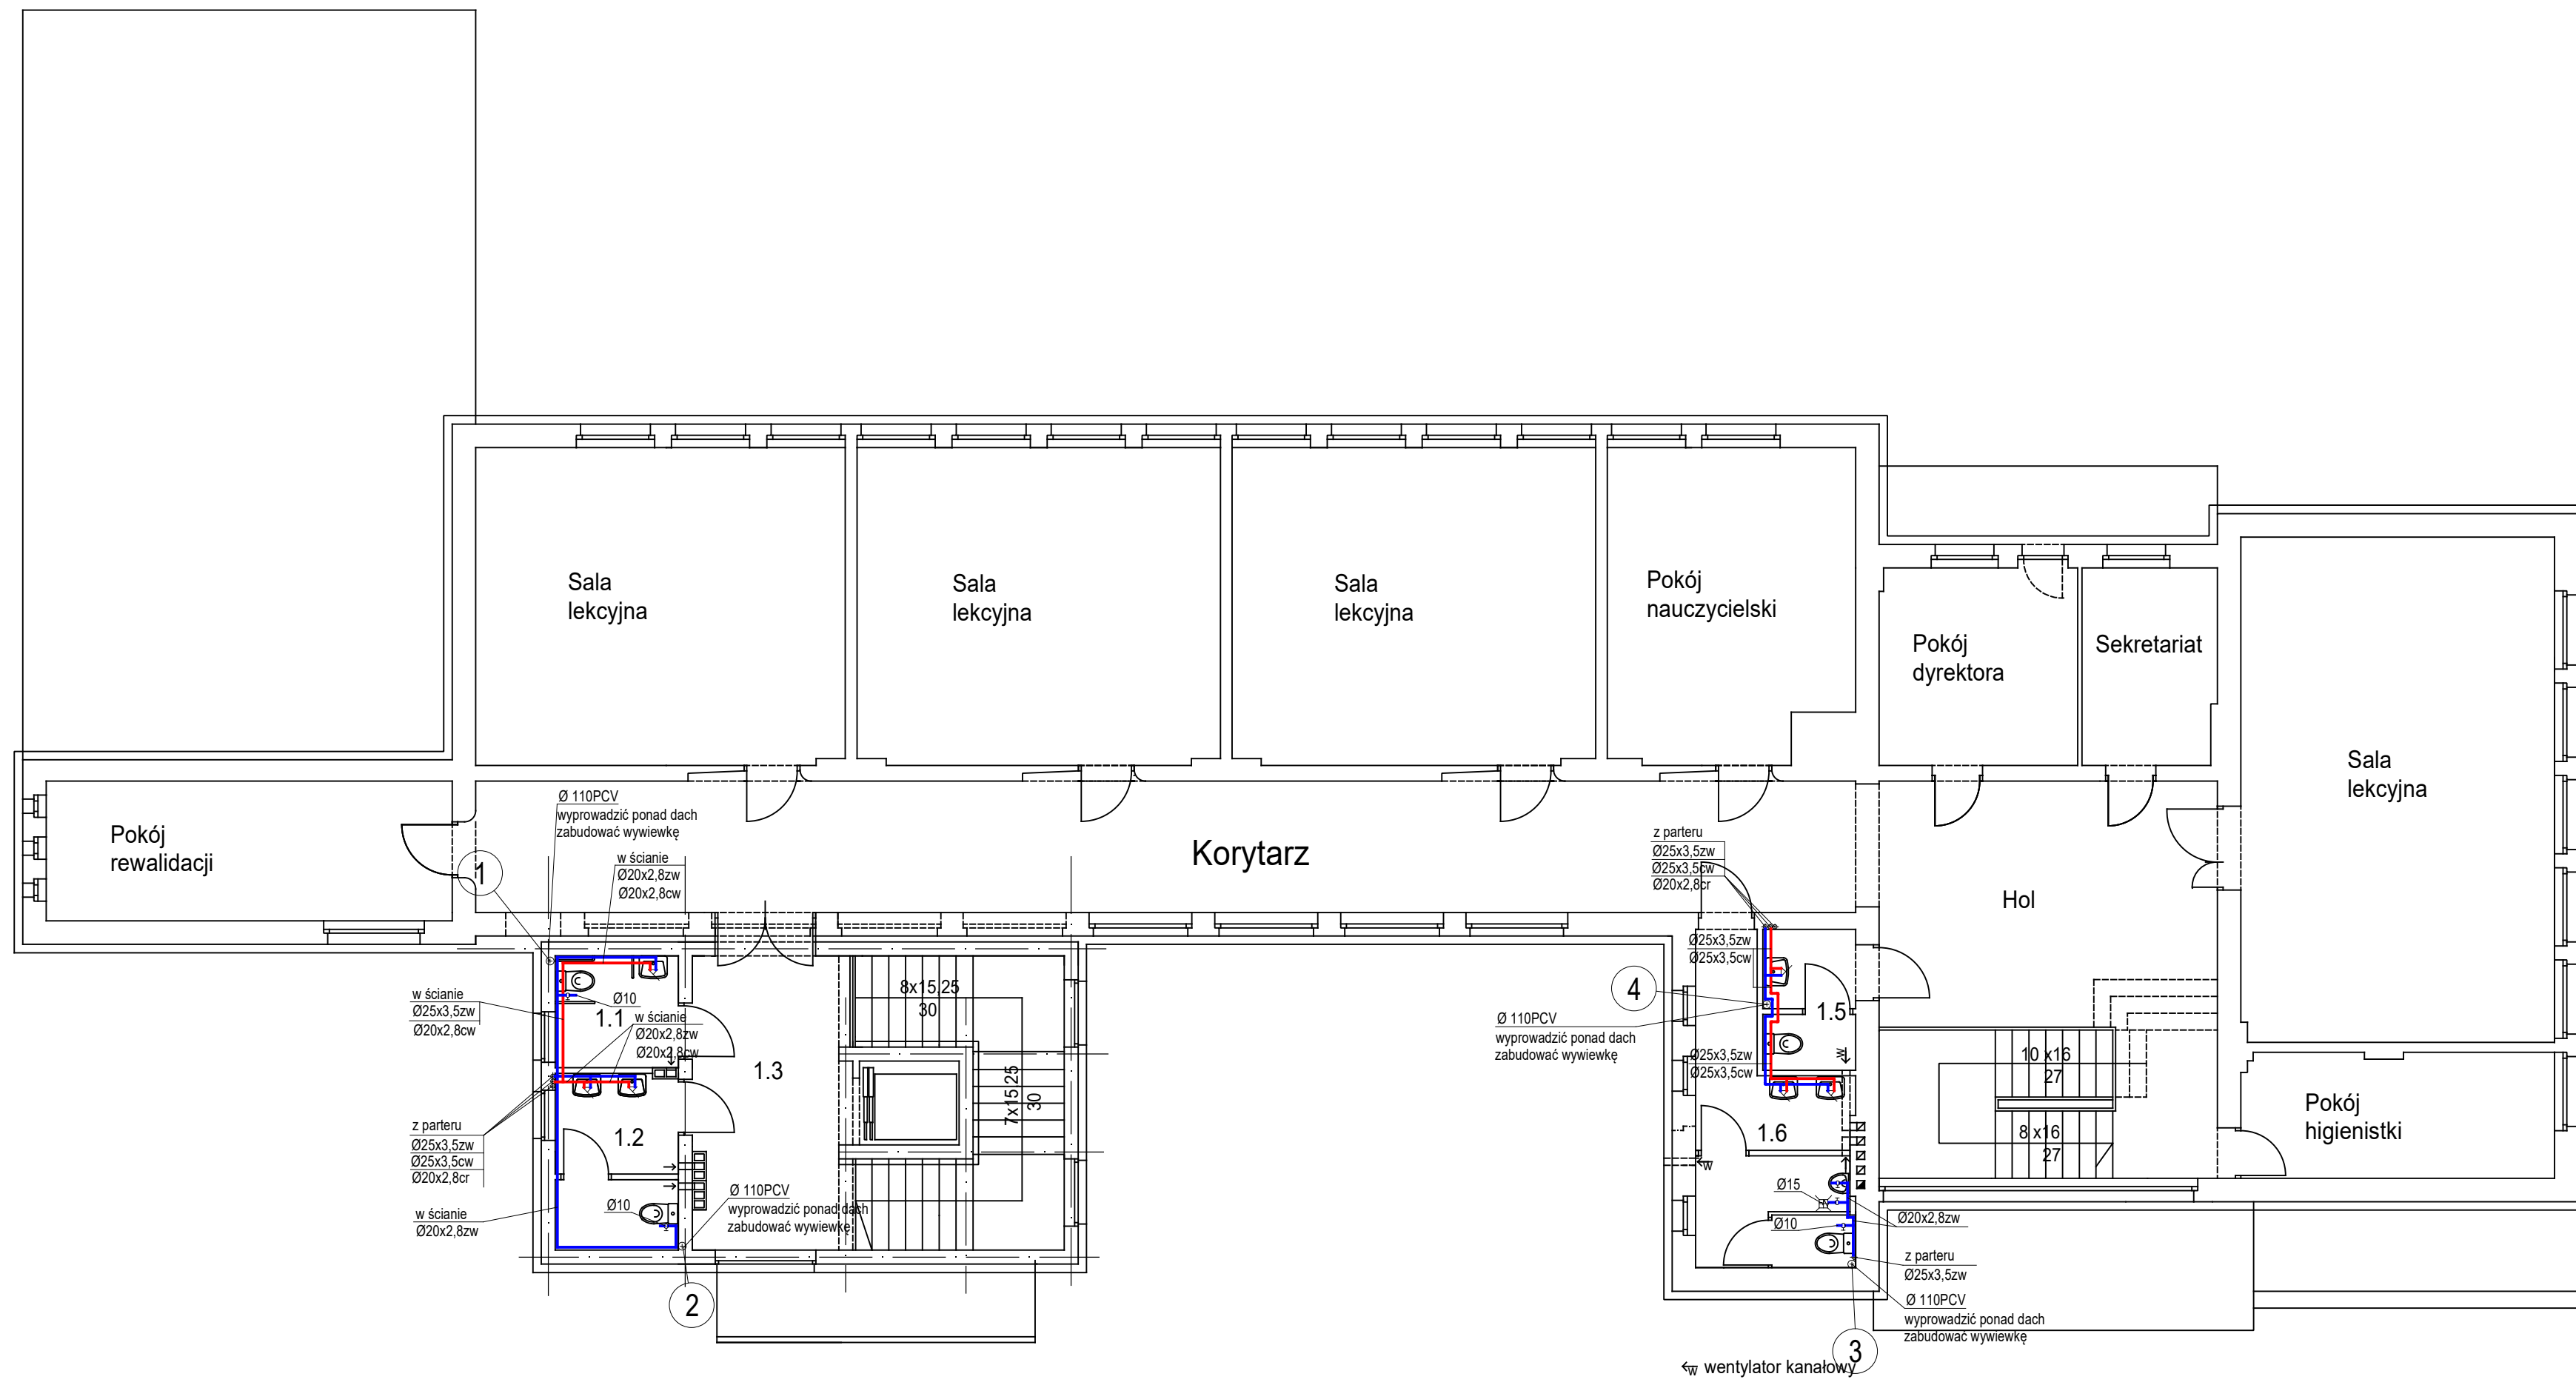 Sala
lekcyjna
Sala
lekcyjna
Sala
lekcyjna
Pokój
nauczycielski
Pokój
dyrektora
Sekretariat
Sala
lekcyjna
Pokój
rewalidacji
Korytarz
Hol
Pokój
higienistki
Ø 110PCV
wyprowadzić ponad dach
zabudować wywiewkę
1
w ścianie
Ø20x2,8zw
Ø20x2,8cw
w ścianie
Ø25x3,5zw
Ø20x2,8cw
Ø10
1.1
w ścianie
Ø20x2,8zw
Ø20x2,8cw
1.3
1.2
z parteru
Ø25x3,5zw
Ø25x3,5cw
Ø20x2,8cr
w ścianie
Ø20x2,8zw
Ø10
Ø 110PCV
wyprowadzić ponad dach
zabudować wywiewkę
2
8x15,25
30
7x15,25
30
z parteru
Ø25x3,5zw
Ø25x3,5cw
Ø20x2,8cr
Ø25x3,5zw
Ø25x3,5cw
4
Ø 110PCV
wyprowadzić ponad dach
zabudować wywiewkę
1.5
W
Ø25x3,5zw
Ø25x3,5cw
1.6
W
Ø15
Ø10
Ø20x2,8zw
z parteru
Ø25x3,5zw
Ø 110PCV
wyprowadzić ponad dach
zabudować wywiewkę
3
10 x16
27
8 x16
27
W wentylator kanałowy